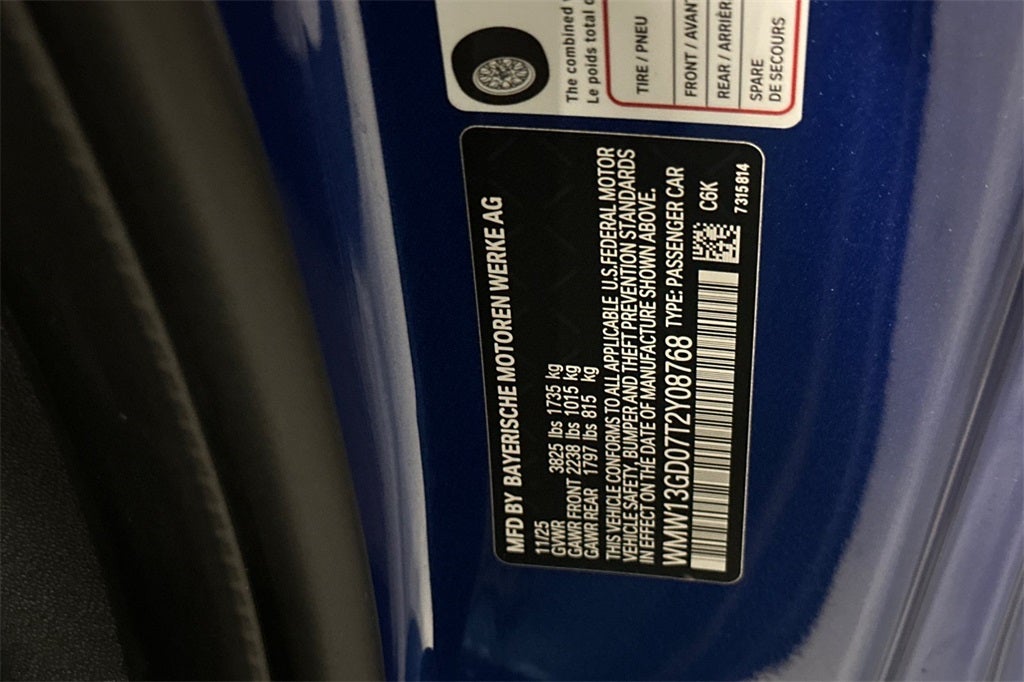 The combined
Le poids total
TIRE / PNEU
FRONT / AVANT
REAR / ARRIÈRE
SPARE
DE SECOURS
MFD BY BAYERISCHE MOTOREN WERKE AG
11/25
GVWR 3825 lbs 1735 kg
GAWR FRONT 2238 lbs 1015 kg
GAWR REAR 1797 lbs 815 kg
THIS VEHICLE CONFORMS TO ALL APPLICABLE U.S.FEDERAL MOTOR
VEHICLE SAFETY, BUMPER AND THEFT PREVENTION STANDARDS
IN EFFECT ON THE DATE OF MANUFACTURE SHOWN ABOVE.
WMW13GD07T2Y08768 TYPE: PASSENGER CAR
C6K
7315814